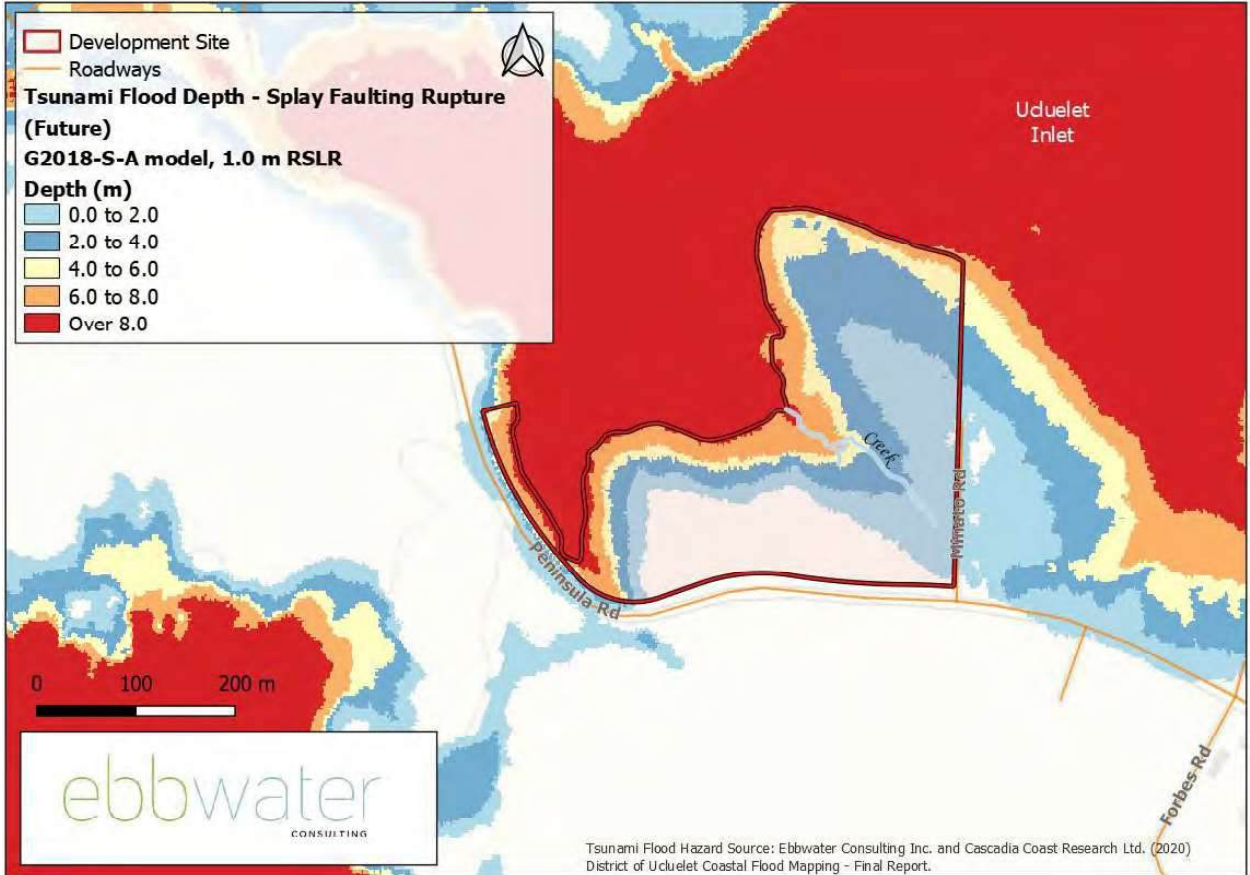 Development Site
Roadways
Tsunami Flood Depth - Splay Faulting Rupture
(Future)
G2018-S-A model, 1.0 m RSLR
Depth (m)
0.0 to 2.0
2.0 to 4.0
4.0 to 6.0
6.0 to 8.0
Over 8.0
Ucluelet
Inlet
Creek
Minato Rd
Peninsula Rd
Forbes Rd
0 100 200 m
ebbwater
CONSULTING
Tsunami Flood Hazard Source: Ebbwater Consulting Inc. and Cascadia Coast Research Ltd. (2020)
District of Ucluelet Coastal Flood Mapping - Final Report.